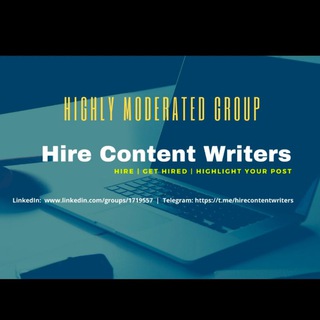 HIGHLY MODERATED GROUP
Hire Content Writers
HIRE | GET HIRED | HIGHLIGHT YOUR POST
LinkedIn: www.linkedin.com/groups/1719557 | Telegram: https://t.me/hirecontentwriters